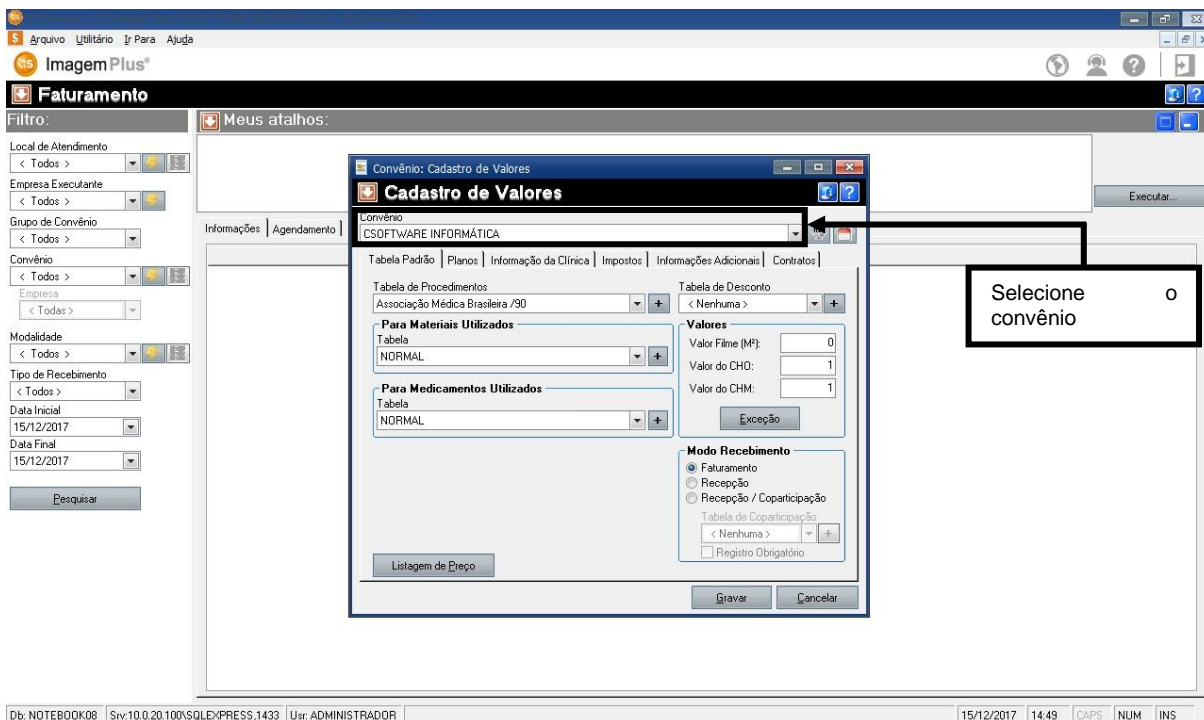 Arquivo Utilitário Ir Para Ajuda
ImagemPlus®
Faturamento
Filtro:
Meus atalhos:
Local de Atendimento
< Todos >
Empresa Executante
< Todos >
Grupo de Convênio
< Todos >
Convênio
< Todos >
Empresa
< Todas >
Modalidade
< Todos >
Tipo de Recebimento
< Todos >
Data Inicial
15/12/2017
Data Final
15/12/2017
Pesquisar
Executar...
Informações Agendamento
Convênio: Cadastro de Valores
Cadastro de Valores
Convênio
CSOFTWARE INFORMÁTICA
Tabela Padrão Planos Informação da Clínica Impostos Informações Adicionais Contratos
Tabela de Procedimentos
Associação Médica Brasileira /90
Para Materiais Utilizados
Tabela
NORMAL
Para Medicamentos Utilizados
Tabela
NORMAL
Tabela de Desconto
< Nenhuma >
Valores
Valor Filme (M²): 0
Valor do CHO: 1
Valor do CHM: 1
Exceção
Modo Recebimento
Faturamento
Recepção
Recepção / Coparticipação
Tabela de Coparticipação
< Nenhuma >
Registro Obrigatório
Listagem de Preço
Gravar Cancelar
Selecione o
convênio
Db: NOTEBOOK08 Srv:10.0.20.100\SQLEXPRESS,1433 Usr: ADMINISTRADOR 15/12/2017 14:49 CAPS NUM INS